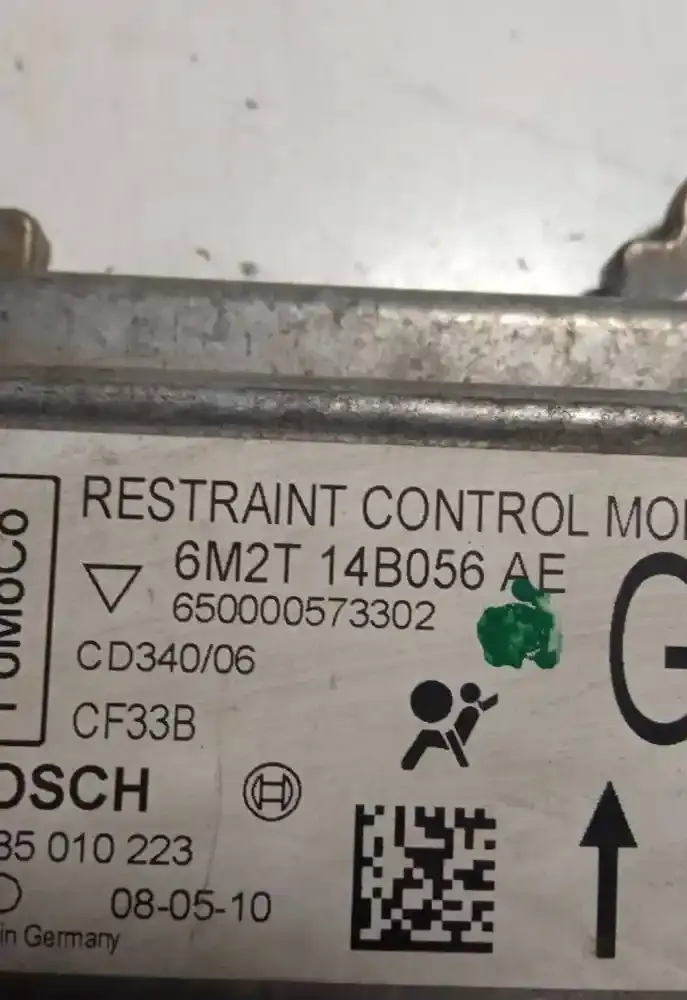 RESTRAINT CONTROL MO
6M2T 14B056 AE
650000573302
CD340/06
CF33B
FoMoCo
G
OSCH
35 010 223
08-05-10
in Germany